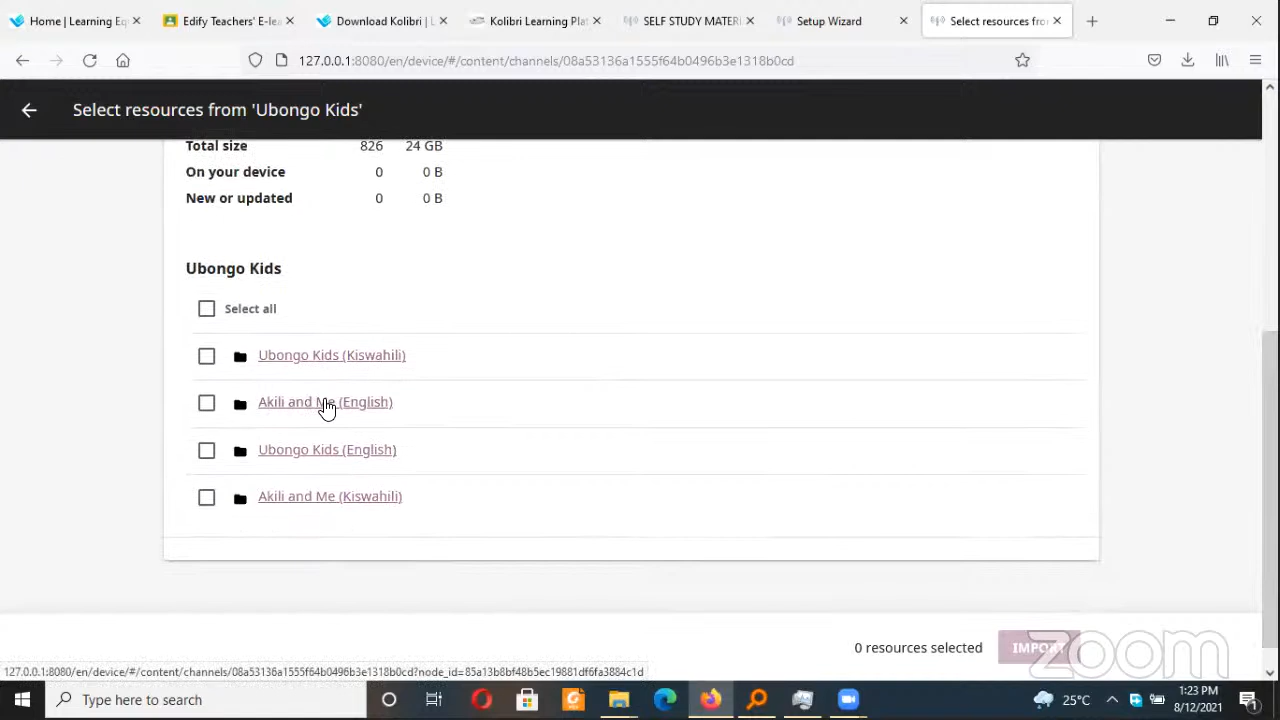 Home | Learning Equ
Edify Teachers' E-lea
Download Kolibri | L
Kolibri Learning Pla
SELF STUDY MATERI
Setup Wizard
Select resources fro
127.0.0.1:8080/en/device/#/content/channels/08a53136a1555f64b0496b3e1318b0cd
Select resources from 'Ubongo Kids'
Total size 826 24 GB
On your device 0 0 B
New or updated 0 0 B
Ubongo Kids
Select all
Ubongo Kids (Kiswahili)
Akili and Me (English)
Ubongo Kids (English)
Akili and Me (Kiswahili)
0 resources selected IMPORT
zoom
127.0.0.1:8080/en/device/#/content/channels/08a53136a1555f64b0496b3e1318b0cd?node_id=85a13b8bf48b5ec19881df6fa3884c1d
Type here to search
25°C
1:23 PM
8/12/2021
1